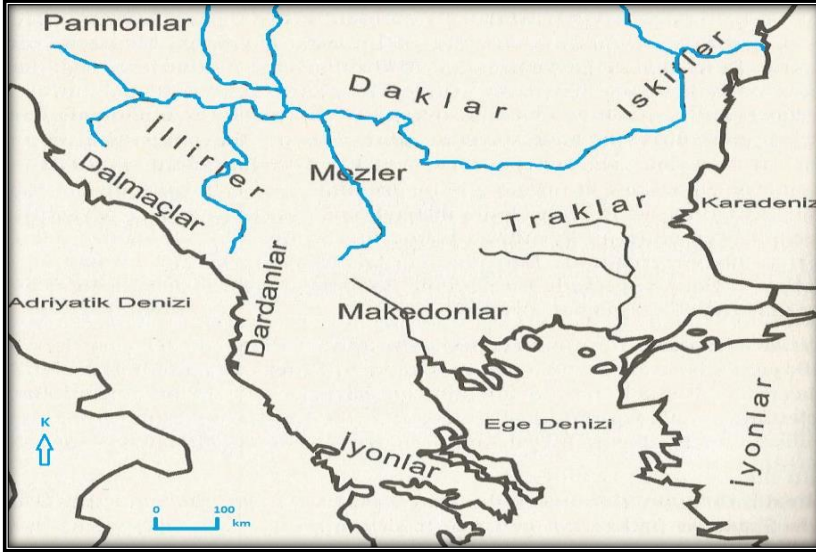 Pannonlar
Daklar
Iskitler
İllirler
Mezler
Dalmaçlar
Traklar
Karadeniz
Dardanlar
Adriyatik Denizi
Makedonlar
Ege Denizi
İyonlar
İyonlar
K
0 100
km